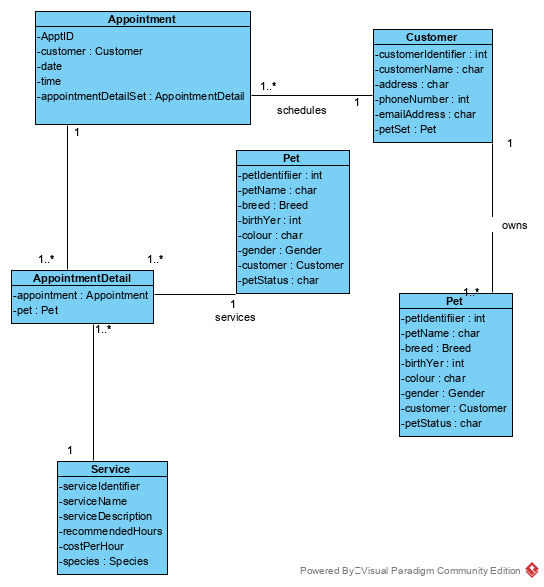 Appointment
-ApptID
-customer : Customer
-date
-time
-appointmentDetailSet : AppointmentDetail
Customer
-customerIdentifier : int
-customerName : char
-address : char
-phoneNumber : int
-emailAddress : char
-petSet : Pet
1..*
1
schedules
1
1
Pet
-petIdentifiier : int
-petName : char
-breed : Breed
-birthYer : int
-colour : char
-gender : Gender
-customer : Customer
-petStatus : char
owns
1..*
1..*
AppointmentDetail
-appointment : Appointment
-pet : Pet
1
services
1..*
1..*
Pet
-petIdentifiier : int
-petName : char
-breed : Breed
-birthYer : int
-colour : char
-gender : Gender
-customer : Customer
-petStatus : char
1
Service
-serviceIdentifier
-serviceName
-serviceDescription
-recommendedHours
-costPerHour
-species : Species
Powered By Visual Paradigm Community Edition